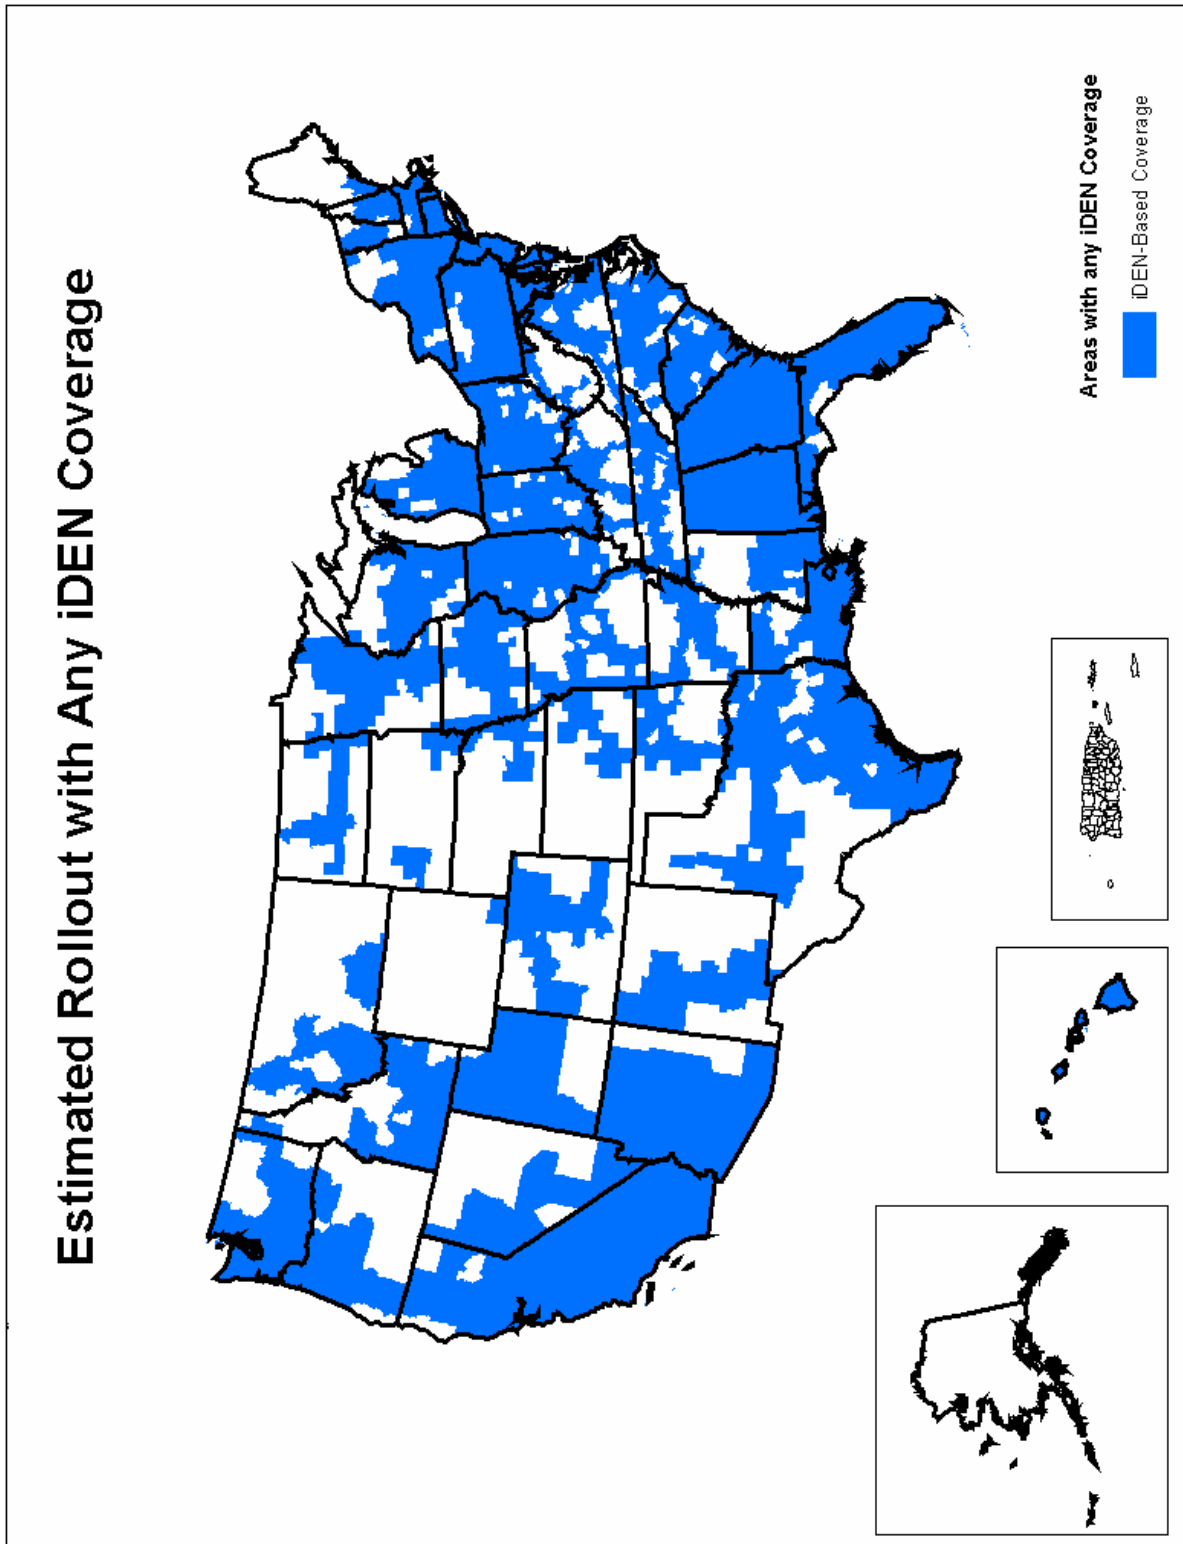 Estimated Rollout with Any iDEN Coverage
Areas with any iDEN Coverage
iDEN-Based Coverage